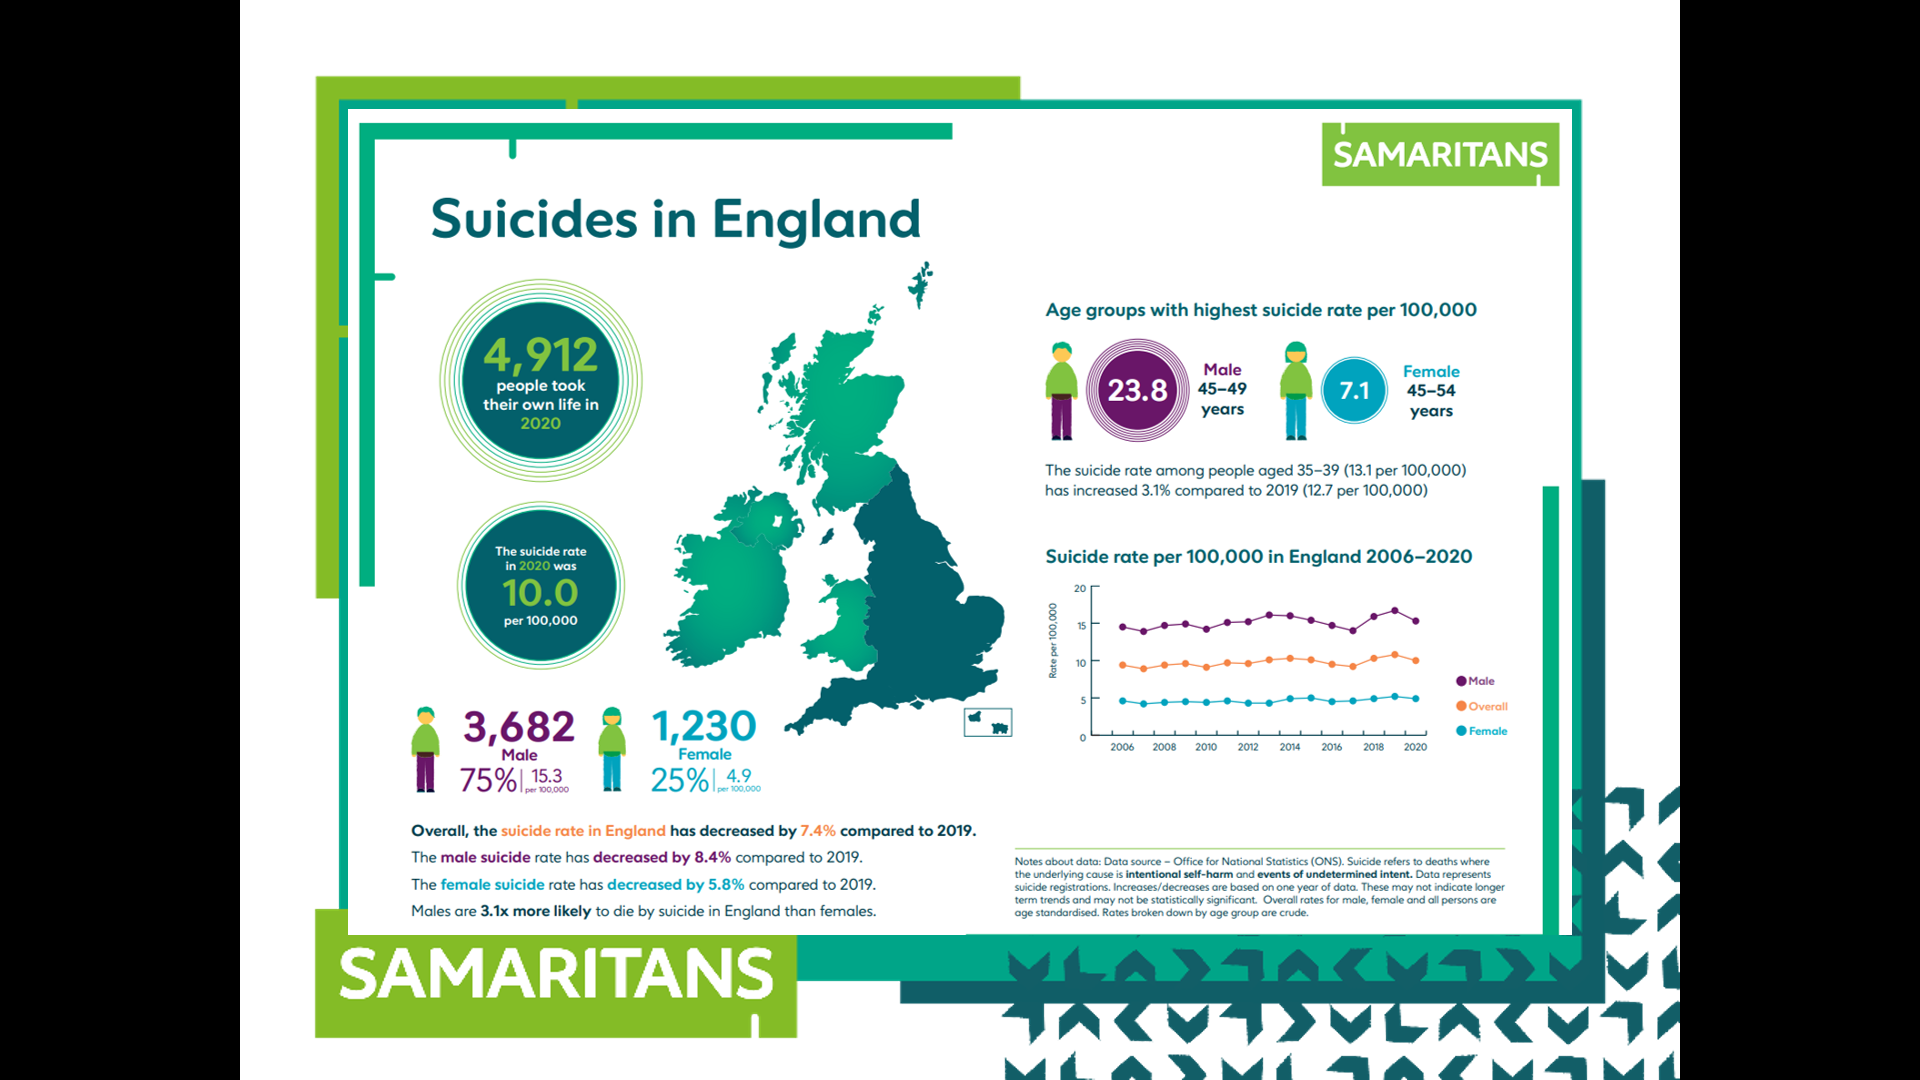 SAMARITANS
Suicides in England
4,912
people took
their own life in
2020
The suicide rate
in 2020 was
10.0
per 100,000
3,682
Male
75% 15.3
per 100,000
1,230
Female
25% 4.9
per 100,000
Overall, the suicide rate in England has decreased by 7.4% compared to 2019.
The male suicide rate has decreased by 8.4% compared to 2019.
The female suicide rate has decreased by 5.8% compared to 2019.
Males are 3.1x more likely to die by suicide in England than females.
Age groups with highest suicide rate per 100,000
23.8
Male
45–49
years
7.1
Female
45–54
years
The suicide rate among people aged 35–39 (13.1 per 100,000)
has increased 3.1% compared to 2019 (12.7 per 100,000)
Suicide rate per 100,000 in England 2006–2020
Rate per 100,000
20
15
10
5
0
2006 2008 2010 2012 2014 2016 2018 2020
Male
Overall
Female
Notes about data: Data source – Office for National Statistics (ONS). Suicide refers to deaths where
the underlying cause is intentional self-harm and events of undetermined intent. Data represents
suicide registrations. Increases/decreases are based on one year of data. These may not indicate longer
term trends and may not be statistically significant. Overall rates for male, female and all persons are
age standardised. Rates broken down by age group are crude.
SAMARITANS